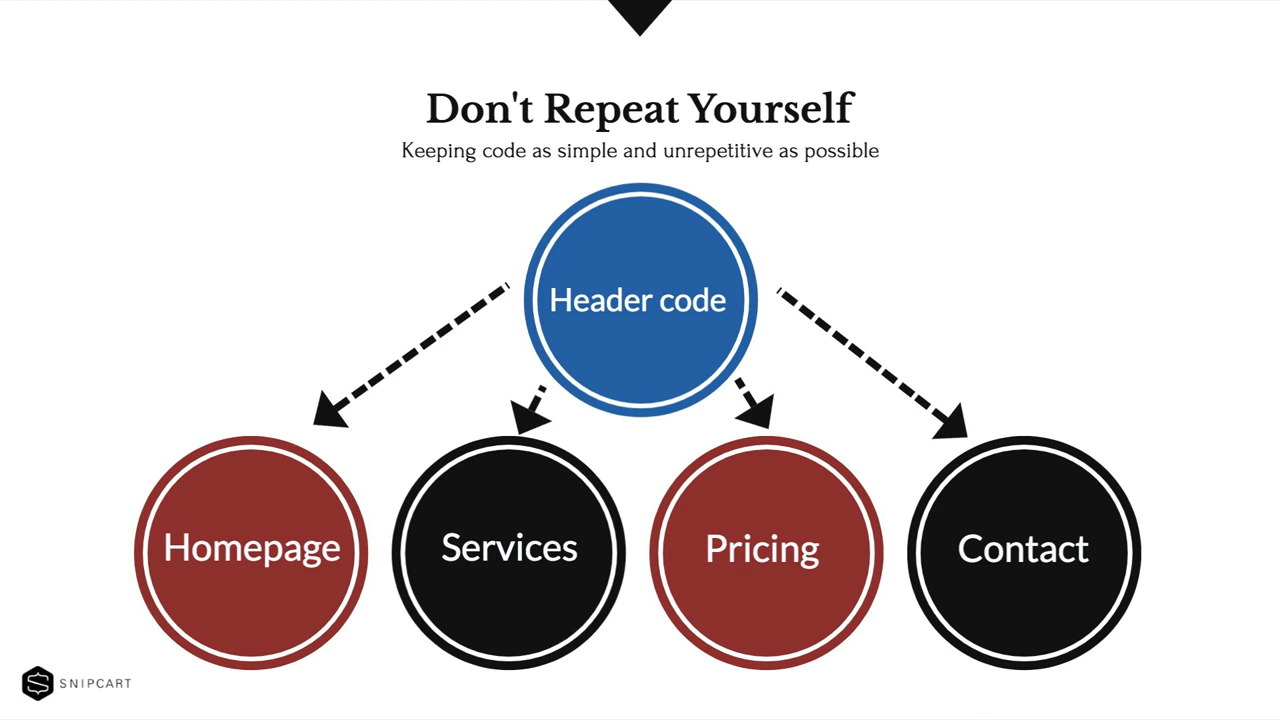 Don't Repeat Yourself
Keeping code as simple and unrepetitive as possible
Header code
Homepage
Services
Pricing
Contact
SNIPCART